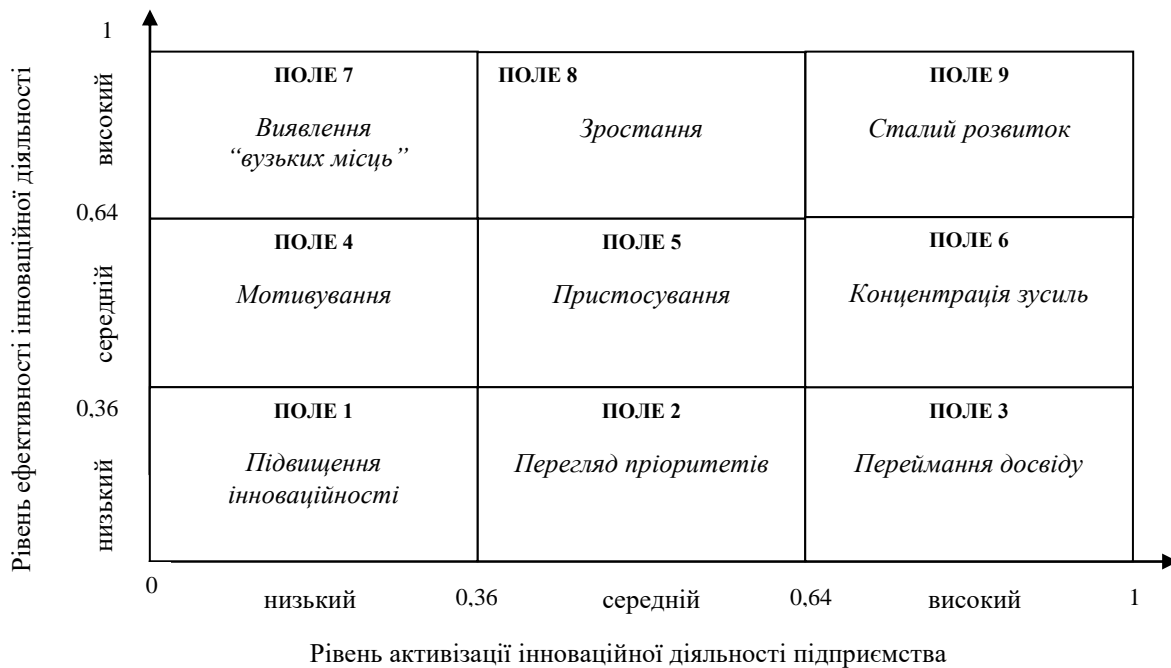 1
ПОЛЕ 7
ПОЛЕ 8
ПОЛЕ 9
Виявлення
“вузьких місць”
Зростання
Сталий розвиток
високий
0,64
ПОЛЕ 4
ПОЛЕ 5
ПОЛЕ 6
Мотивування
Пристосування
Концентрація зусиль
середній
0,36
ПОЛЕ 1
ПОЛЕ 2
ПОЛЕ 3
Підвищення
інноваційності
Перегляд пріоритетів
Переймання досвіду
низький
Рівень ефективності інноваційної діяльності
0
низький
0,36
середній
0,64
високий
1
Рівень активізації інноваційної діяльності підприємства